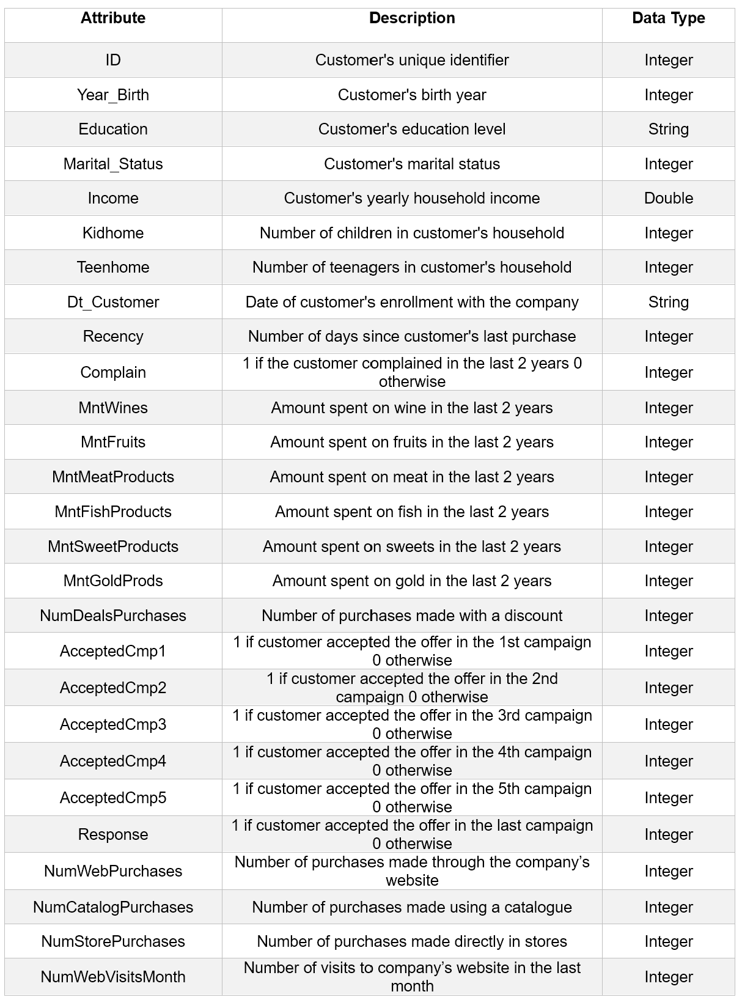 Attribute Description Data Type
ID Customer's unique identifier Integer
Year_Birth Customer's birth year Integer
Education Customer's education level String
Marital_Status Customer's marital status Integer
Income Customer's yearly household income Double
Kidhome Number of children in customer's household Integer
Teenhome Number of teenagers in customer's household Integer
Dt_Customer Date of customer's enrollment with the company String
Recency Number of days since customer's last purchase Integer
Complain 1 if the customer complained in the last 2 years 0
otherwise Integer
MntWines Amount spent on wine in the last 2 years Integer
MntFruits Amount spent on fruits in the last 2 years Integer
MntMeatProducts Amount spent on meat in the last 2 years Integer
MntFishProducts Amount spent on fish in the last 2 years Integer
MntSweetProducts Amount spent on sweets in the last 2 years Integer
MntGoldProds Amount spent on gold in the last 2 years Integer
NumDealsPurchases Number of purchases made with a discount Integer
AcceptedCmp1 1 if customer accepted the offer in the 1st campaign
0 otherwise Integer
AcceptedCmp2 1 if customer accepted the offer in the 2nd
campaign 0 otherwise Integer
AcceptedCmp3 1 if customer accepted the offer in the 3rd campaign
0 otherwise Integer
AcceptedCmp4 1 if customer accepted the offer in the 4th campaign
0 otherwise Integer
AcceptedCmp5 1 if customer accepted the offer in the 5th campaign
0 otherwise Integer
Response 1 if customer accepted the offer in the last campaign
0 otherwise Integer
NumWebPurchases Number of purchases made through the company’s
website Integer
NumCatalogPurchases Number of purchases made using a catalogue Integer
NumStorePurchases Number of purchases made directly in stores Integer
NumWebVisitsMonth Number of visits to company’s website in the last
month Integer